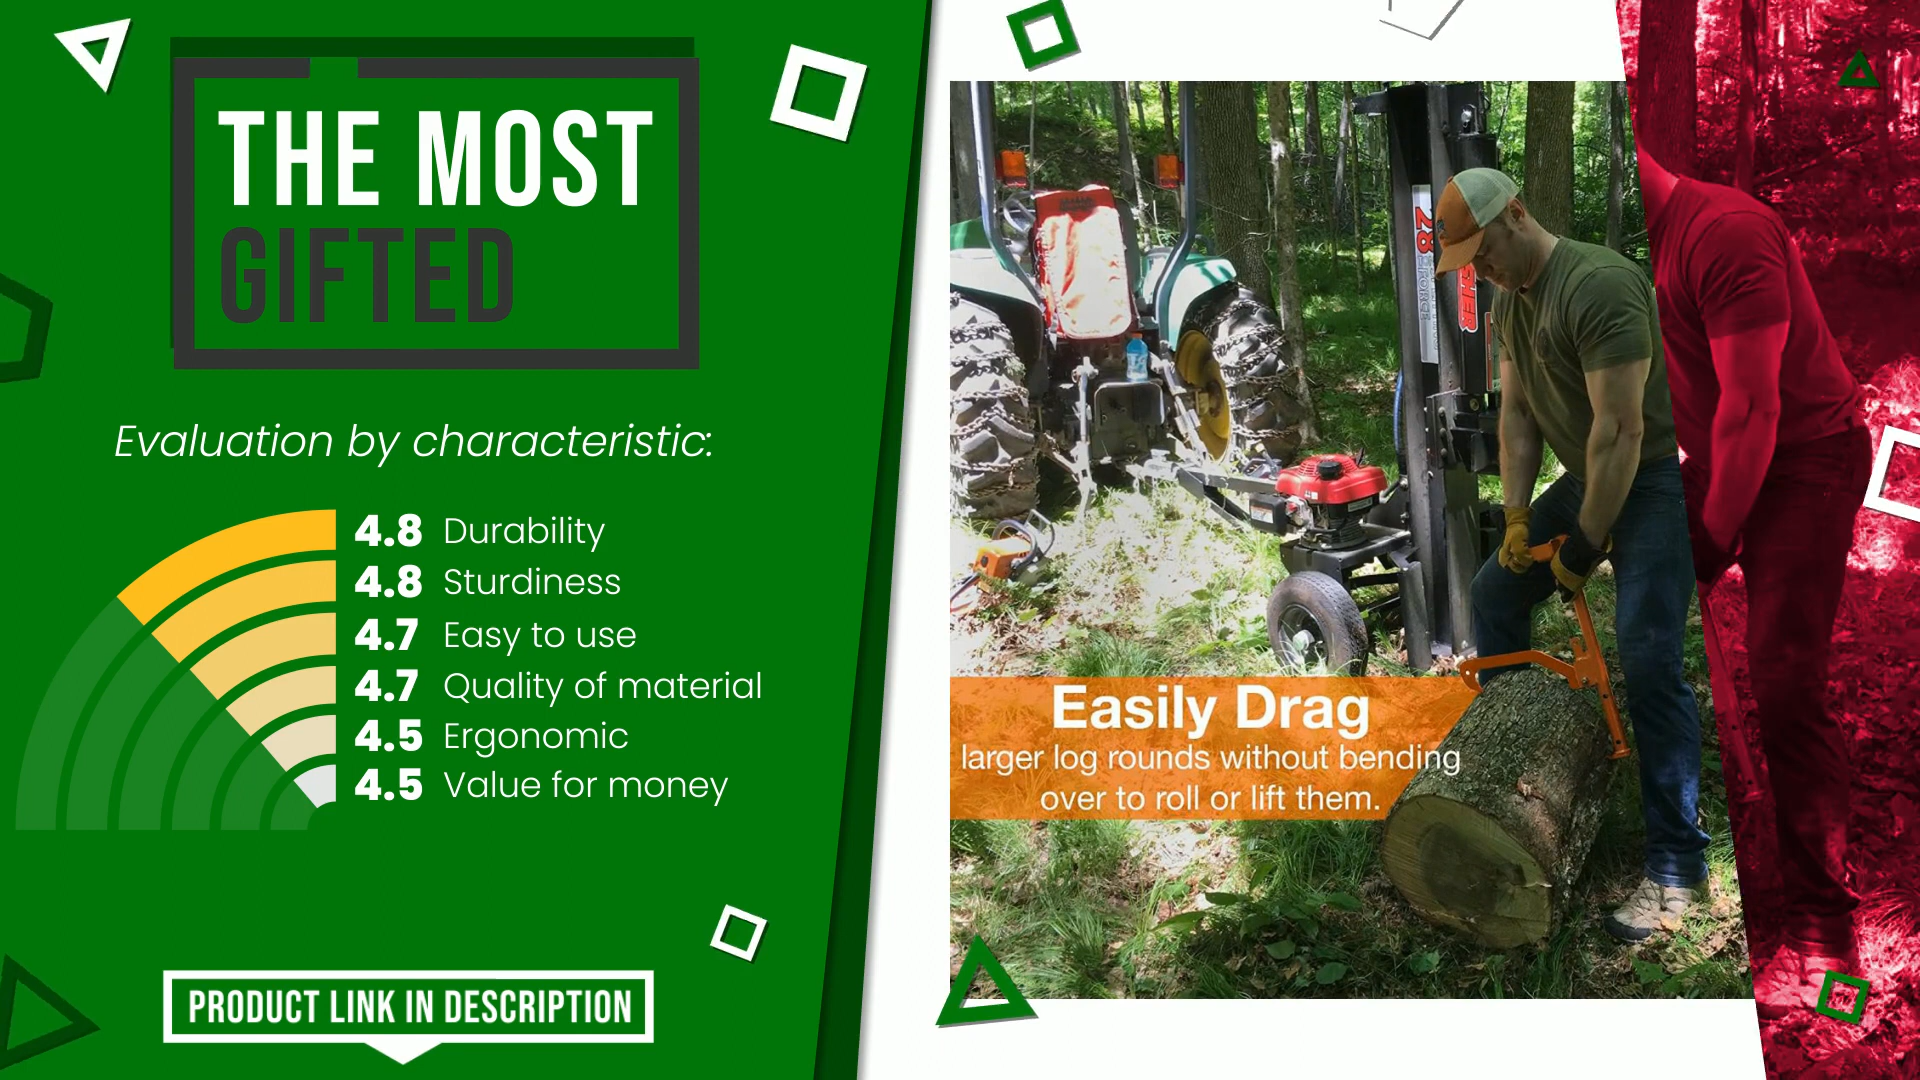 THE MOST
GIFTED
Evaluation by characteristic:
4.8 Durability
4.8 Sturdiness
4.7 Easy to use
4.7 Quality of material
4.5 Ergonomic
4.5 Value for money
PRODUCT LINK IN DESCRIPTION
28
Easily Drag
larger log rounds without bending
over to roll or lift them.